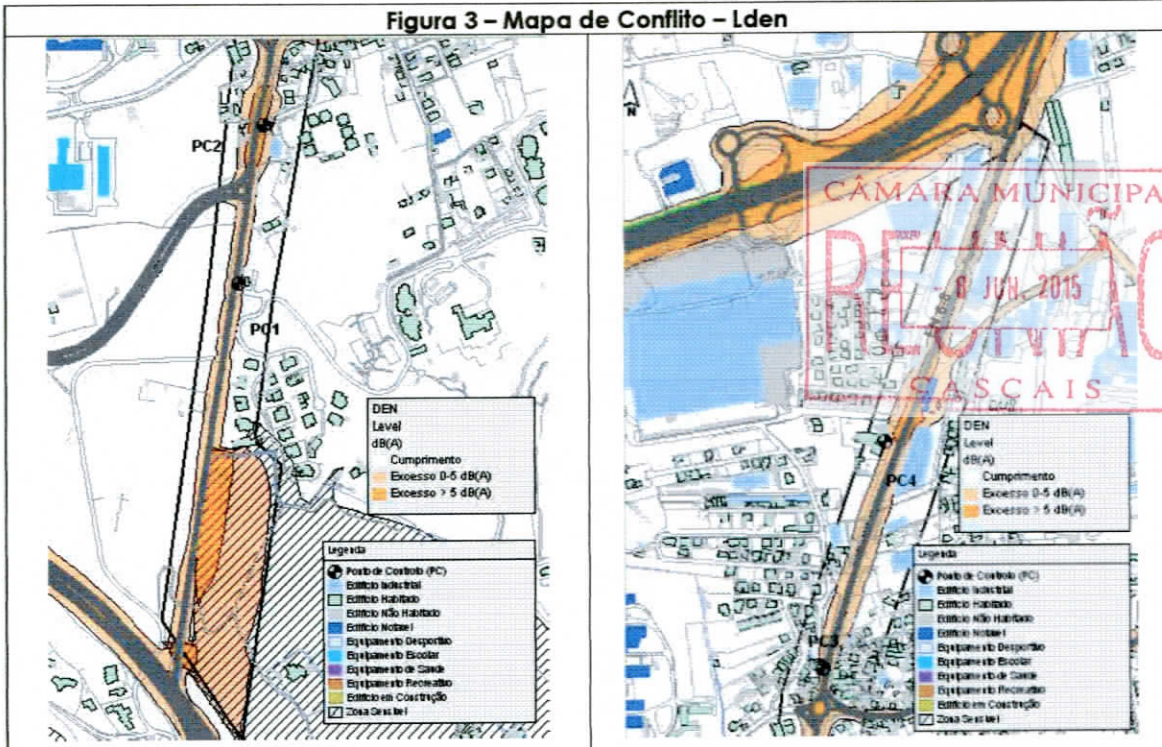 Figura 3 – Mapa de Conflito – Lden
PC2
PC1
DEN
Level
dB(A)
Cumprimento
Excesso 0-5 dB(A)
Excesso > 5 dB(A)
Legenda
Ponto de Controlo (PC)
Edifício Industrial
Edifício Habitado
Edifício Não Habitado
Edifício Notável
Equipamento Desportivo
Equipamento Escolar
Equipamento de Saúde
Equipamento Recreativo
Edifício em Construção
Zona Sensível
N
CÂMARA MUNICIPA
8 JUN. 2015
CASCAIS
PC4
PC3
DEN
Level
dB(A)
Cumprimento
Excesso 0-5 dB(A)
Excesso > 5 dB(A)
Legenda
Ponto de Controlo (PC)
Edifício Industrial
Edifício Habitado
Edifício Não Habitado
Edifício Notável
Equipamento Desportivo
Equipamento Escolar
Equipamento de Saúde
Equipamento Recreativo
Edifício em Construção
Zona Sensível